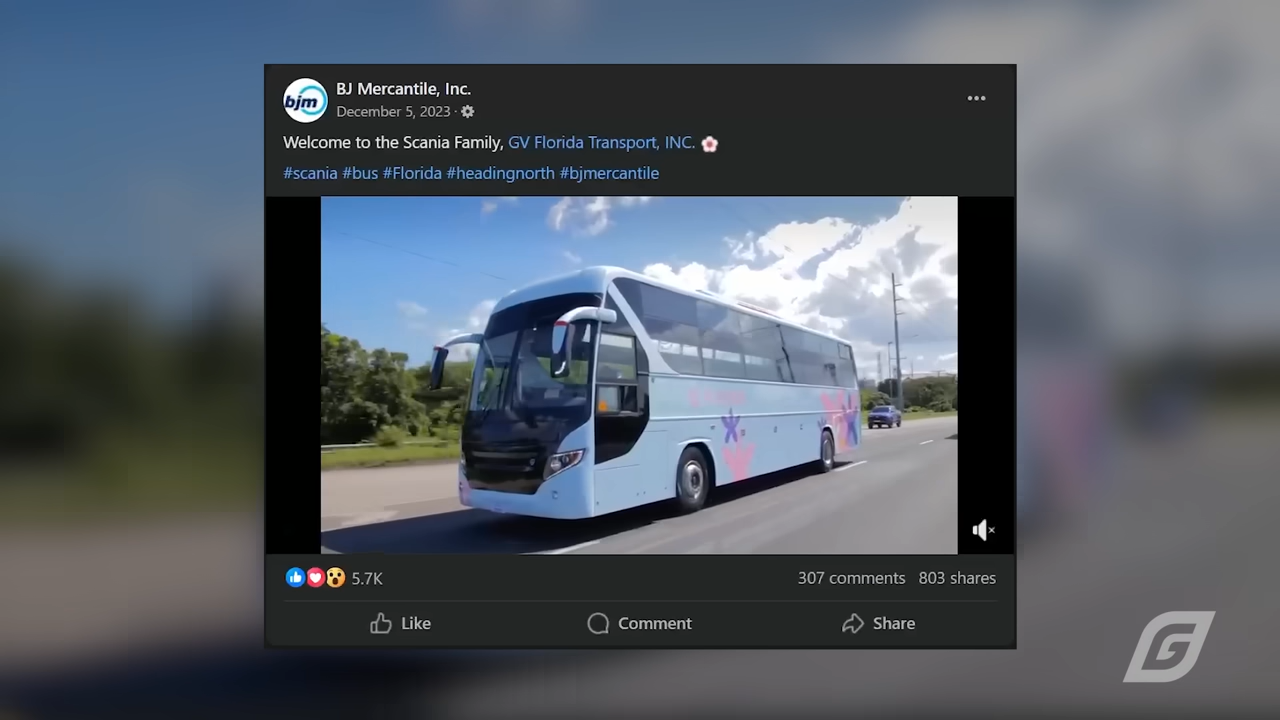 bjm
BJ Mercantile, Inc.
December 5, 2023 ·
Welcome to the Scania Family, GV Florida Transport, INC. 🌸
#scania #bus #Florida #headingnorth #bjmercantile
5.7K
307 comments 803 shares
Like
Comment
Share
G